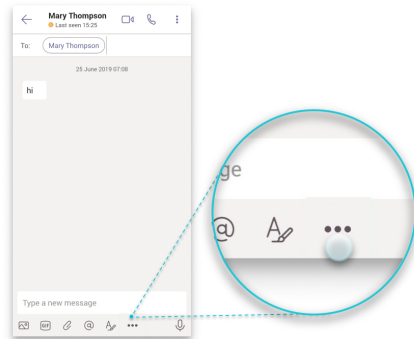 Mary Thompson
Last seen 15:25
To: Mary Thompson
25 June 2019 07:08
hi
Type a new message
GIF @ A
ge
@ A